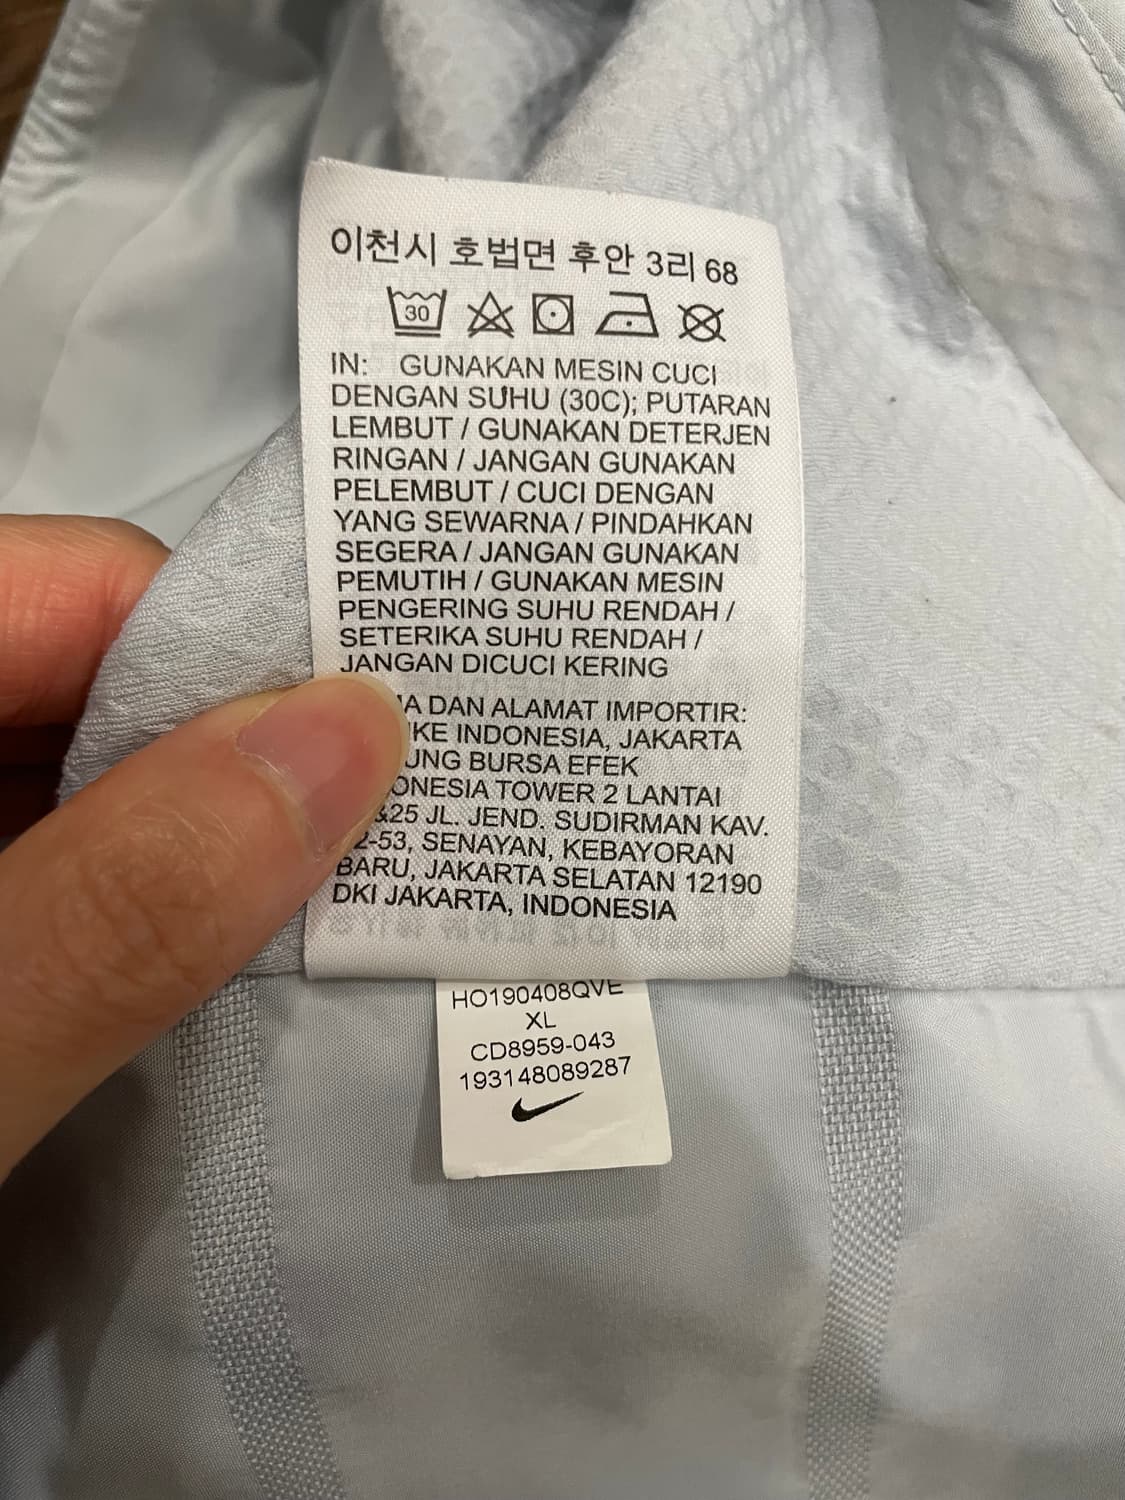 이천시 호법면 후안 3리 68
30
IN: GUNAKAN MESIN CUCI
DENGAN SUHU (30C); PUTARAN
LEMBUT / GUNAKAN DETERJEN
RINGAN / JANGAN GUNAKAN
PELEMBUT / CUCI DENGAN
YANG SEWARNA / PINDAHKAN
SEGERA / JANGAN GUNAKAN
PEMUTIH / GUNAKAN MESIN
PENGERING SUHU RENDAH /
SETERIKA SUHU RENDAH /
JANGAN DICUCI KERING
DAN ALAMAT IMPORTIR:
INDONESIA, JAKARTA
BURSA EFEK
TOWER 2 LANTAI
&25 JL. JEND. SUDIRMAN KAV.
-53, SENAYAN, KEBAYORAN
BARU, JAKARTA SELATAN 12190
DKI JAKARTA, INDONESIA
HO190408QVE
XL
CD8959-043
193148089287